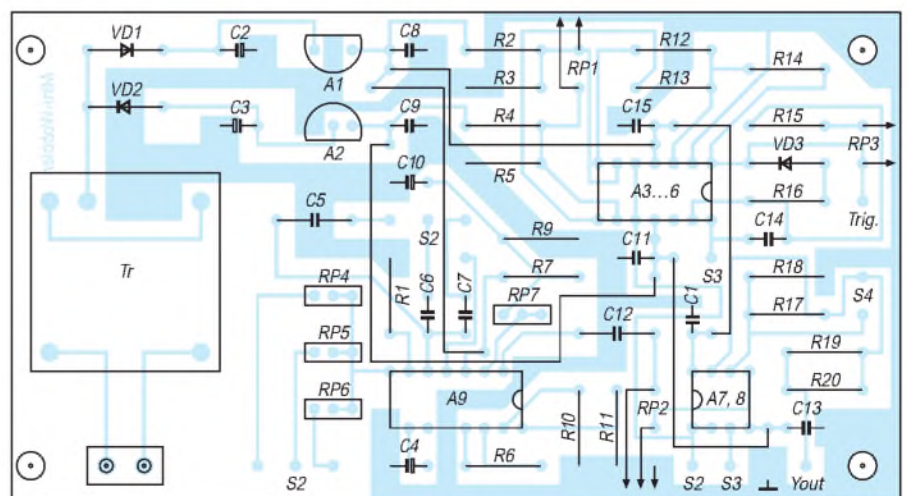 VD1
C2
C8
R2
R12
A1
RP1
R14
R3
R13
VD2
C3
C9
R4
C15
R15
A2
VD3
RP3
C10
R5
A3...6
R16
C5
S2
R9
C11
C14
Trig.
Tr
R1
C6
C7
R7
S3
R18
RP4
RP7
C1
R17
S4
C12
RP5
R19
RP6
A9
R10
R11
RP2
A7, 8
R20
C13
S2
C4
R6
S2
S3
Yout